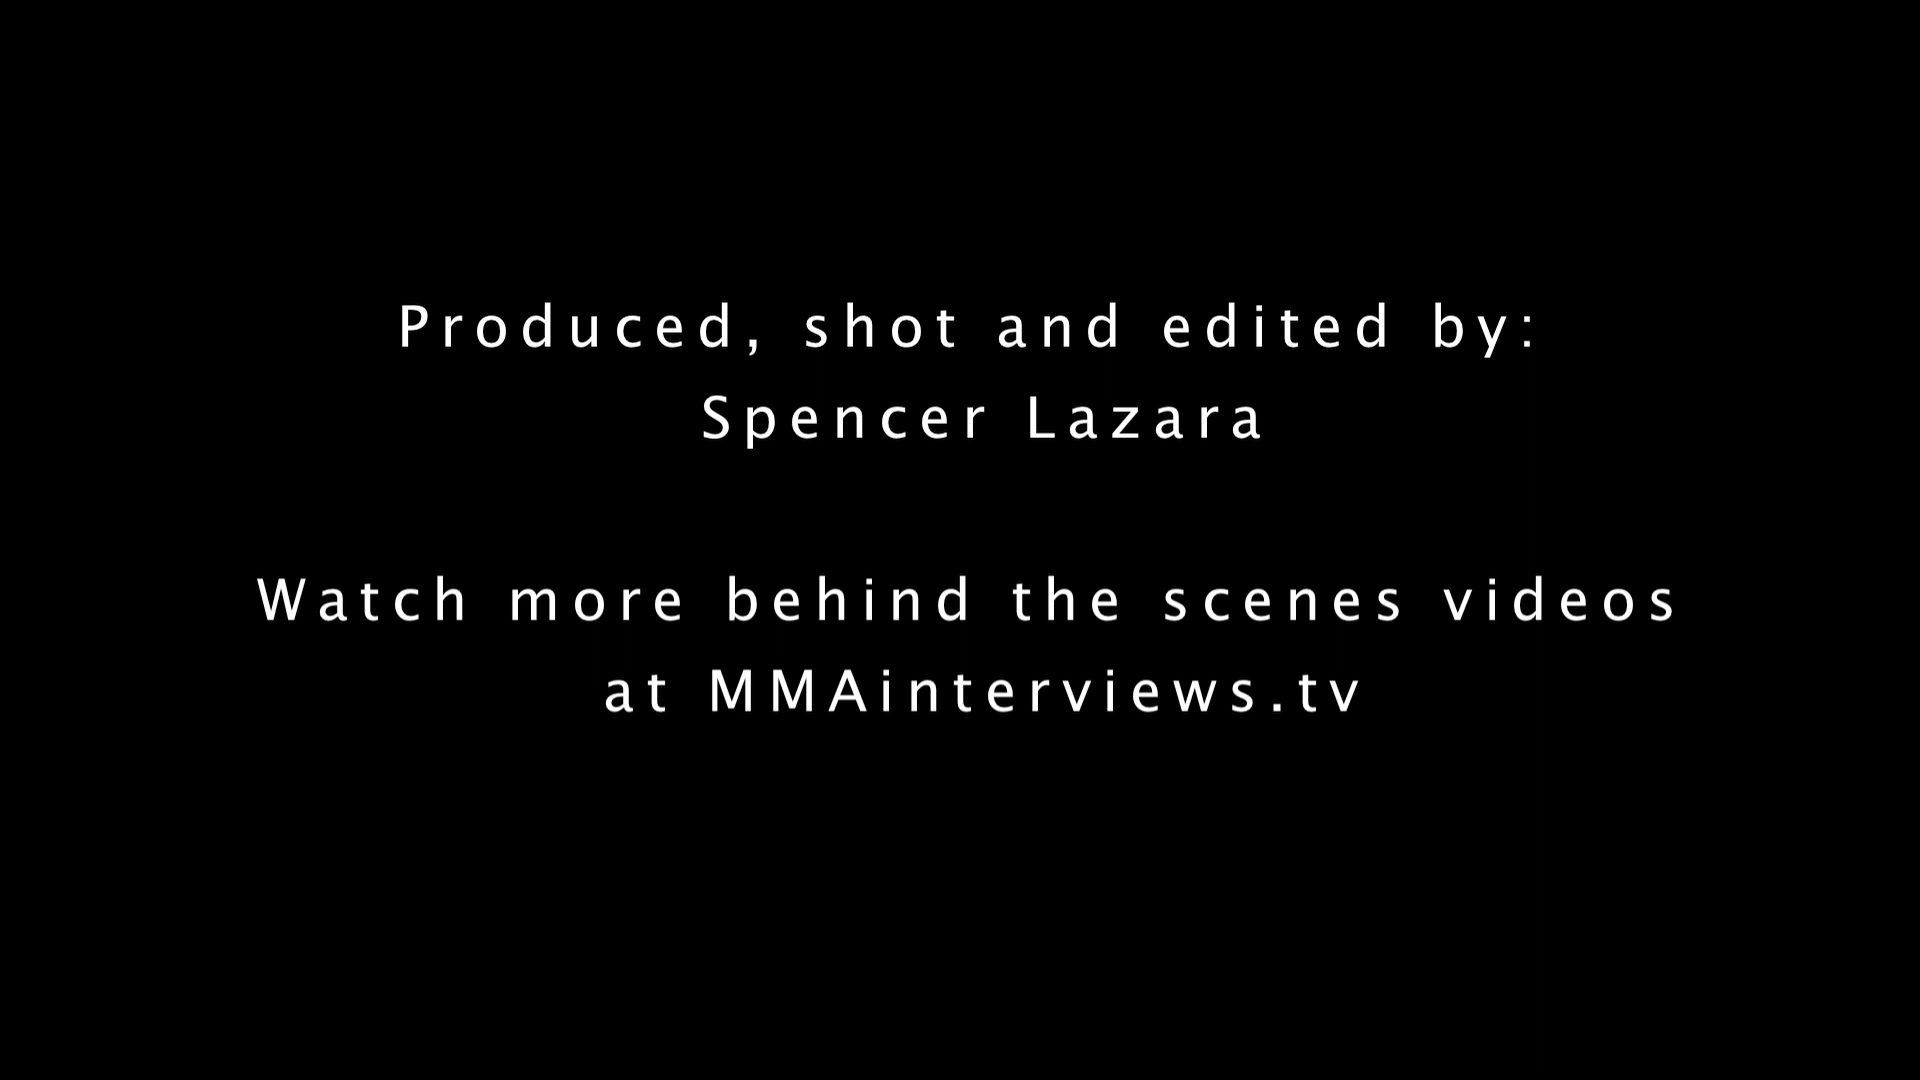 Produced, shot and edited by:
Spencer Lazara
Watch more behind the scenes videos
at MMAinterviews.tv